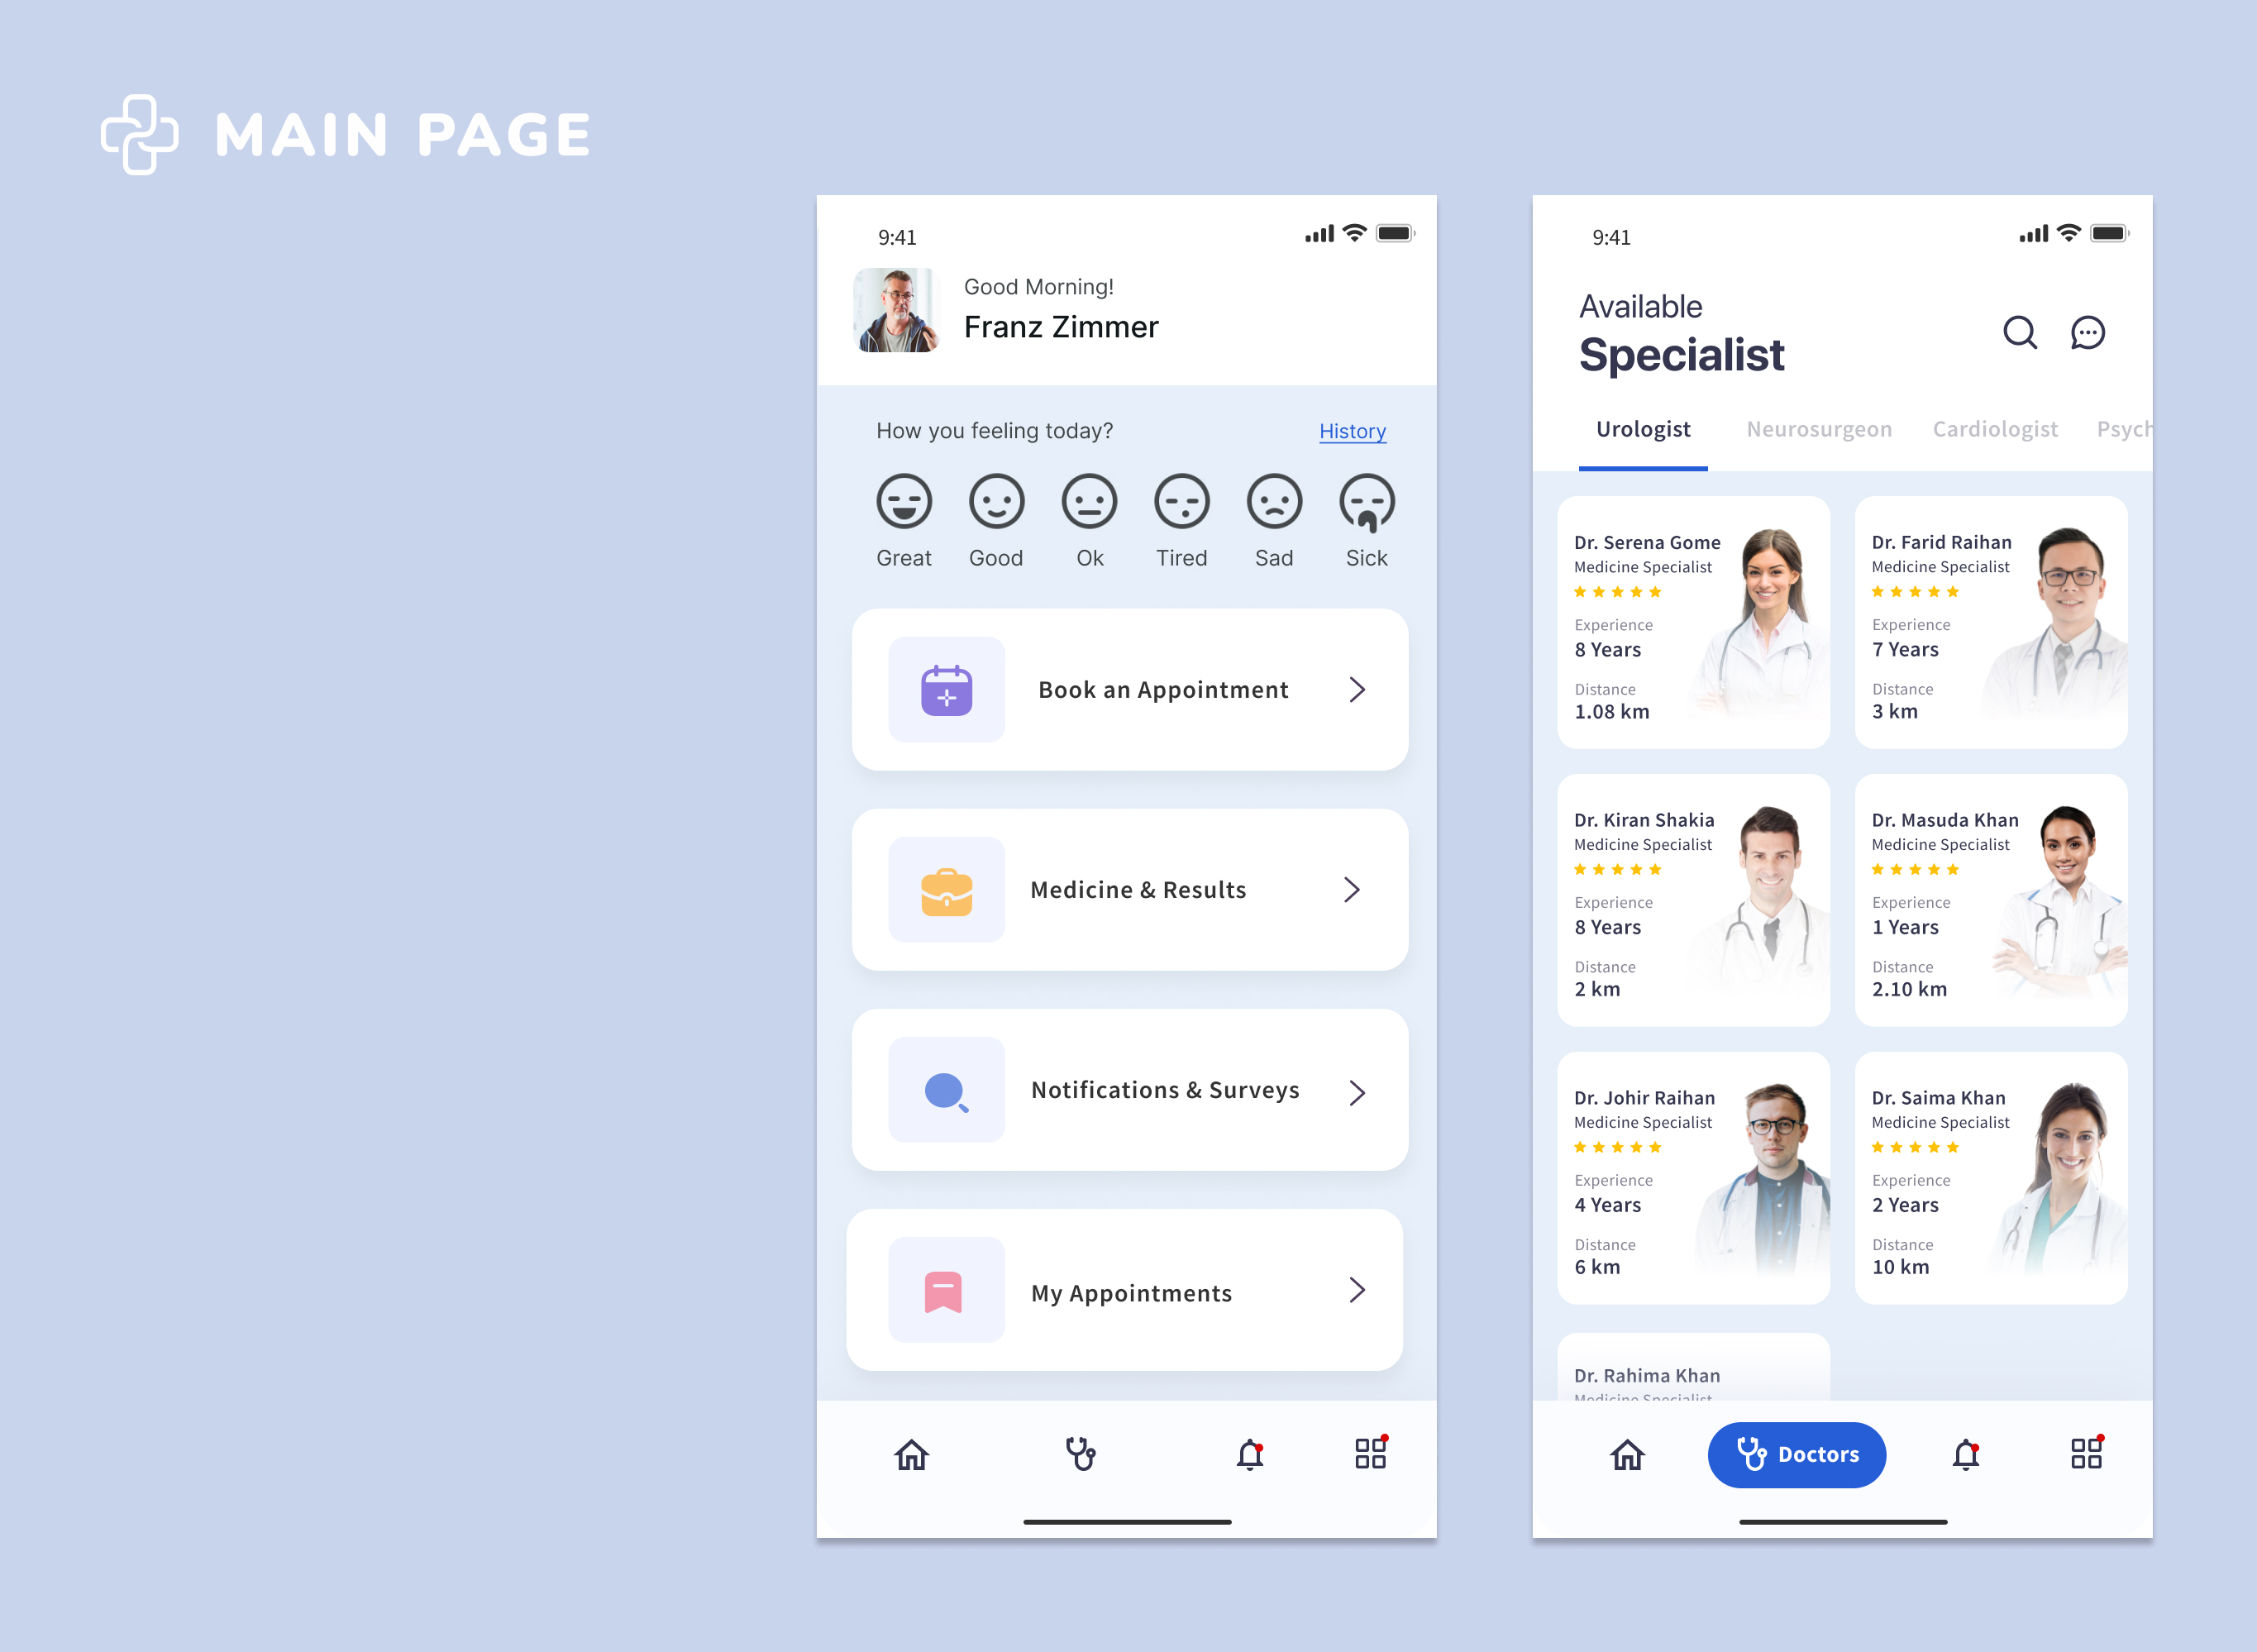 MAIN PAGE
9:41
Good Morning!
Franz Zimmer
How you feeling today?
History
Great
Good
Ok
Tired
Sad
Sick
Book an Appointment
Medicine & Results
Notifications & Surveys
My Appointments
9:41
Available
Specialist
Urologist
Neurosurgeon
Cardiologist
Psych
Dr. Serena Gome
Medicine Specialist
Experience
8 Years
Distance
1.08 km
Dr. Farid Raihan
Medicine Specialist
Experience
7 Years
Distance
3 km
Dr. Kiran Shakia
Medicine Specialist
Experience
8 Years
Distance
2 km
Dr. Masuda Khan
Medicine Specialist
Experience
1 Years
Distance
2.10 km
Dr. Johir Raihan
Medicine Specialist
Experience
4 Years
Distance
6 km
Dr. Saima Khan
Medicine Specialist
Experience
2 Years
Distance
10 km
Dr. Rahima Khan
Medicine Specialist
Doctors